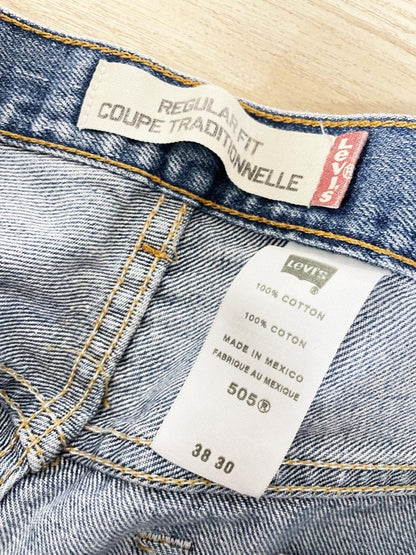 REGULAR FIT
COUPE TRADITIONNELLE
LEVI'S®
Levi's
®
100% COTTON
100% COTON
MADE IN MEXICO
FABRIQUE AU MEXIQUE
505®
38 30